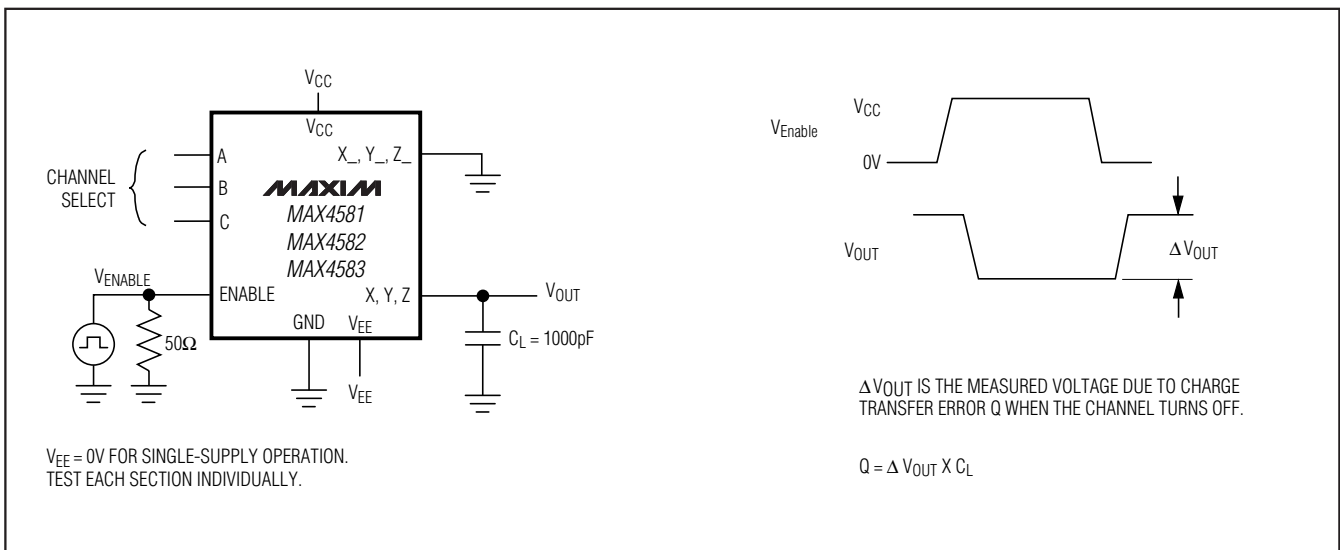 VCC
VCC
CHANNEL
SELECT
A
B
C
X_, Y_, Z_
MAXIM
MAX4581
MAX4582
MAX4583
VENABLE
ENABLE
X, Y, Z
VOUT
GND
VEE
50Ω
CL = 1000pF
VEE
VEE = 0V FOR SINGLE-SUPPLY OPERATION.
TEST EACH SECTION INDIVIDUALLY.
VEnable
VCC
0V
VOUT
ΔVOUT
ΔVOUT IS THE MEASURED VOLTAGE DUE TO CHARGE
TRANSFER ERROR Q WHEN THE CHANNEL TURNS OFF.
Q = ΔVOUT X CL